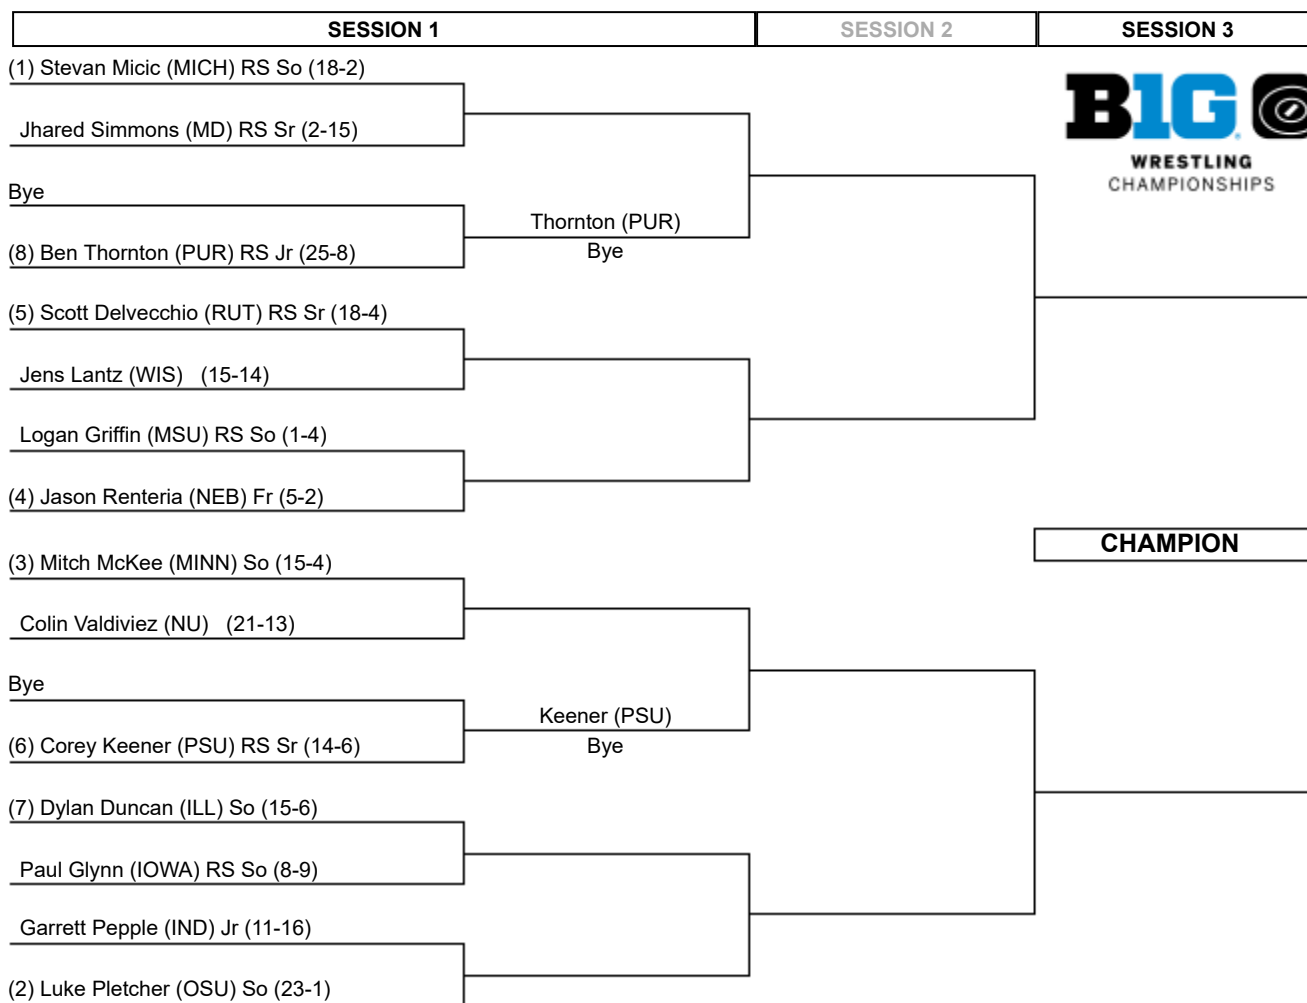 SESSION 1
SESSION 2
SESSION 3
(1) Stevan Micic (MICH) RS So (18-2)
Jhared Simmons (MD) RS Sr (2-15)
Bye
(8) Ben Thornton (PUR) RS Jr (25-8)
Thornton (PUR)
Bye
(5) Scott Delvecchio (RUT) RS Sr (18-4)
Jens Lantz (WIS) (15-14)
Logan Griffin (MSU) RS So (1-4)
(4) Jason Renteria (NEB) Fr (5-2)
(3) Mitch McKee (MINN) So (15-4)
Colin Valdiviez (NU) (21-13)
Bye
(6) Corey Keener (PSU) RS Sr (14-6)
Keener (PSU)
Bye
(7) Dylan Duncan (ILL) So (15-6)
Paul Glynn (IOWA) RS So (8-9)
Garrett Pepple (IND) Jr (11-16)
(2) Luke Pletcher (OSU) So (23-1)
B1G
WRESTLING
CHAMPIONSHIPS
CHAMPION